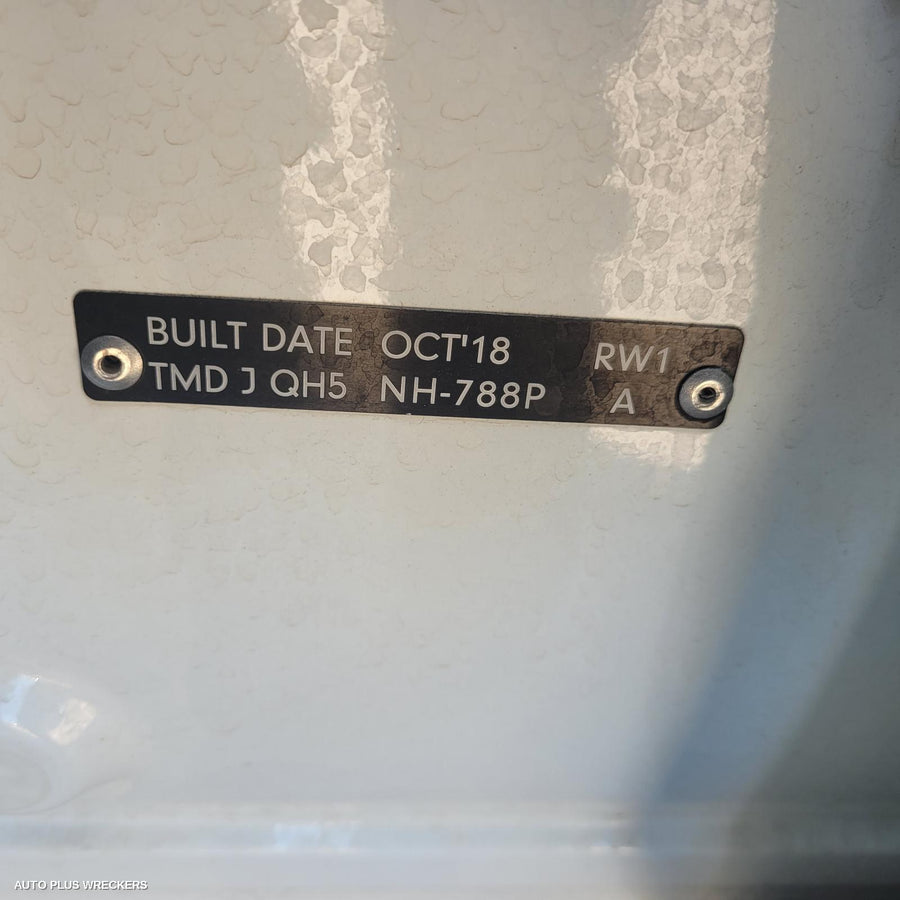 BUILT DATE OCT'18 RW1
TMD J QH5 NH-788P A
AUTO PLUS WRECKERS